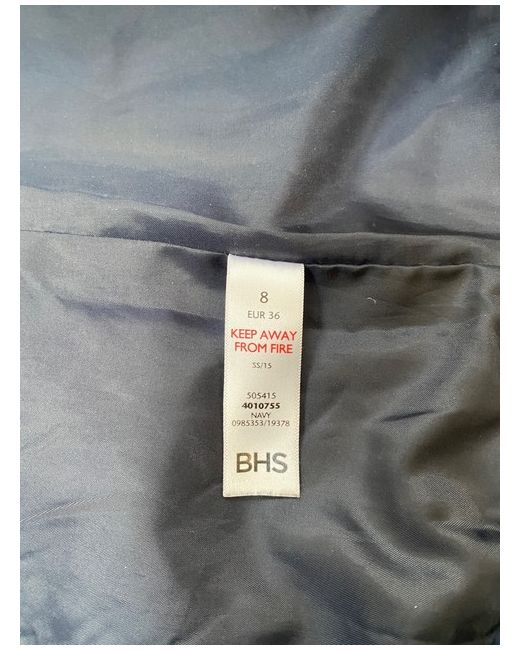 8
EUR 36
KEEP AWAY
FROM FIRE
SS/15
505415
4010755
NAVY
0985353/19378
BHS